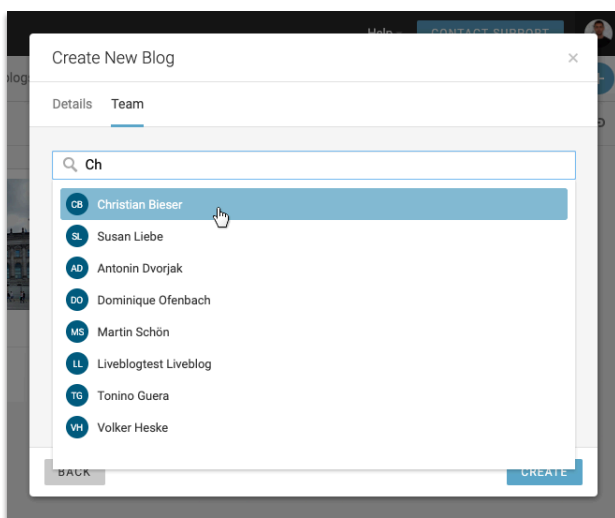 Help
CONTACT SUPPORT
Create New Blog
×
blogs
Details Team
Ch
CB Christian Bieser
SL Susan Liebe
AD Antonin Dvorjak
DO Dominique Ofenbach
MS Martin Schön
LL Liveblogtest Liveblog
TG Tonino Guera
VH Volker Heske
BACK CREATE